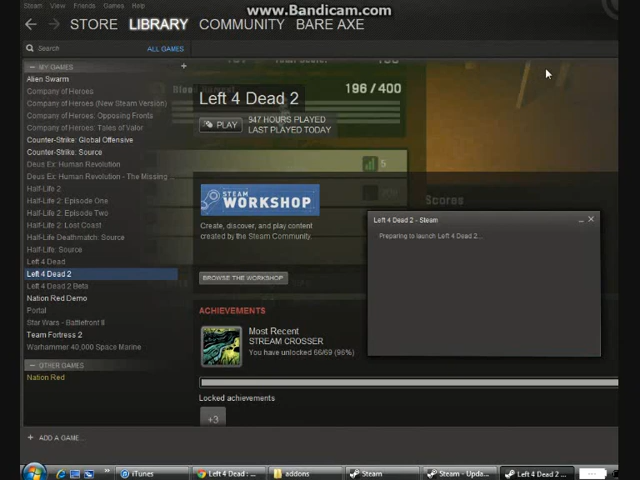 Steam View Friends Games Help
www.Bandicam.com
STORE LIBRARY COMMUNITY BARE AXE
Search ALL GAMES
MY GAMES +
Alien Swarm
Company of Heroes
Company of Heroes (New Steam Version)
Company of Heroes: Opposing Fronts
Company of Heroes: Tales of Valor
Counter-Strike: Global Offensive
Counter-Strike: Source
Deus Ex: Human Revolution
Deus Ex: Human Revolution - The Missing ...
Half-Life 2
Half-Life 2: Episode One
Half-Life 2: Episode Two
Half-Life 2: Lost Coast
Half-Life Deathmatch: Source
Half-Life: Source
Left 4 Dead
Left 4 Dead 2
Left 4 Dead 2 Beta
Nation Red Demo
Portal
Star Wars - Battlefront II
Team Fortress 2
Warhammer 40,000 Space Marine
OTHER GAMES
Nation Red
+ ADD A GAME...
196 / 400
Left 4 Dead 2
PLAY
947 HOURS PLAYED
LAST PLAYED TODAY
5
Scores
STEAM WORKSHOP
Create, discover, and play content
created by the Steam Community.
BROWSE THE WORKSHOP
ACHIEVEMENTS
Most Recent
STREAM CROSSER
You have unlocked 66/69 (96%)
Locked achievements
+3
Left 4 Dead 2 - Steam
Preparing to launch Left 4 Dead 2...
iTunes
Left 4 Dead : ...
addons
Steam
Steam - Upda...
Left 4 Dead 2 ...